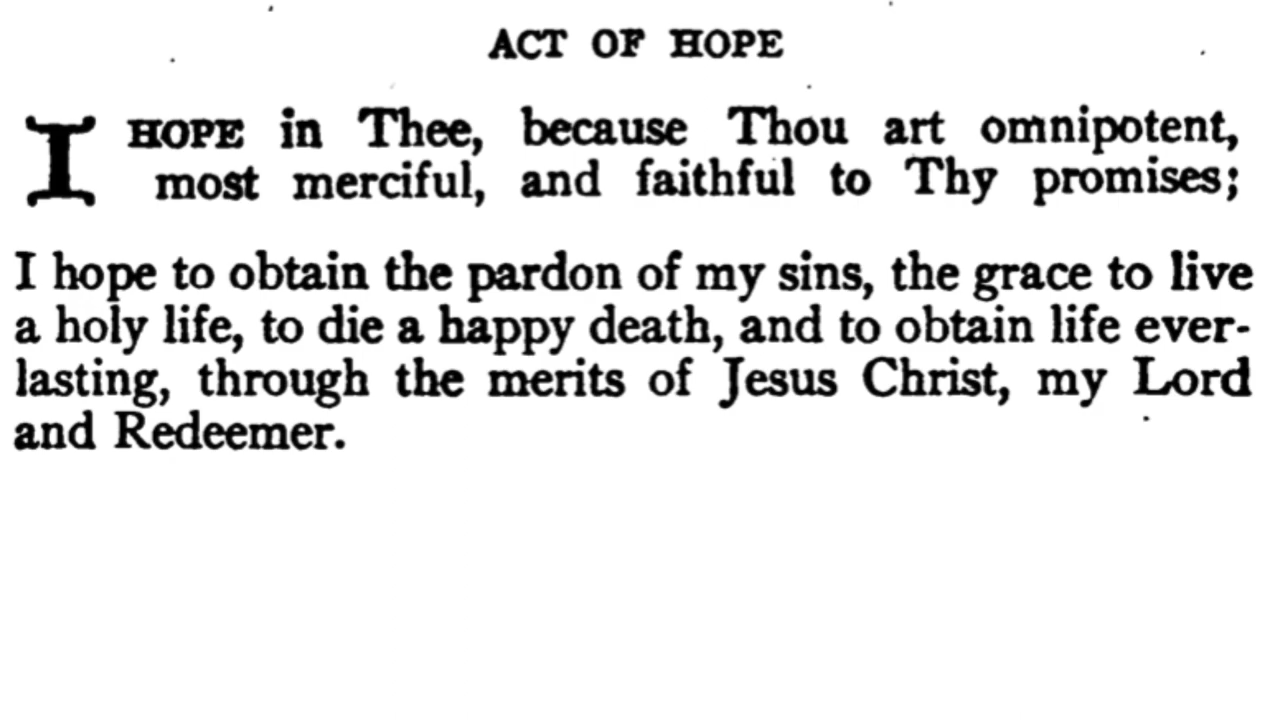 ACT OF HOPE
I HOPE in Thee, because Thou art omnipotent,
most merciful, and faithful to Thy promises;
I hope to obtain the pardon of my sins, the grace to live
a holy life, to die a happy death, and to obtain life ever-
lasting, through the merits of Jesus Christ, my Lord
and Redeemer.